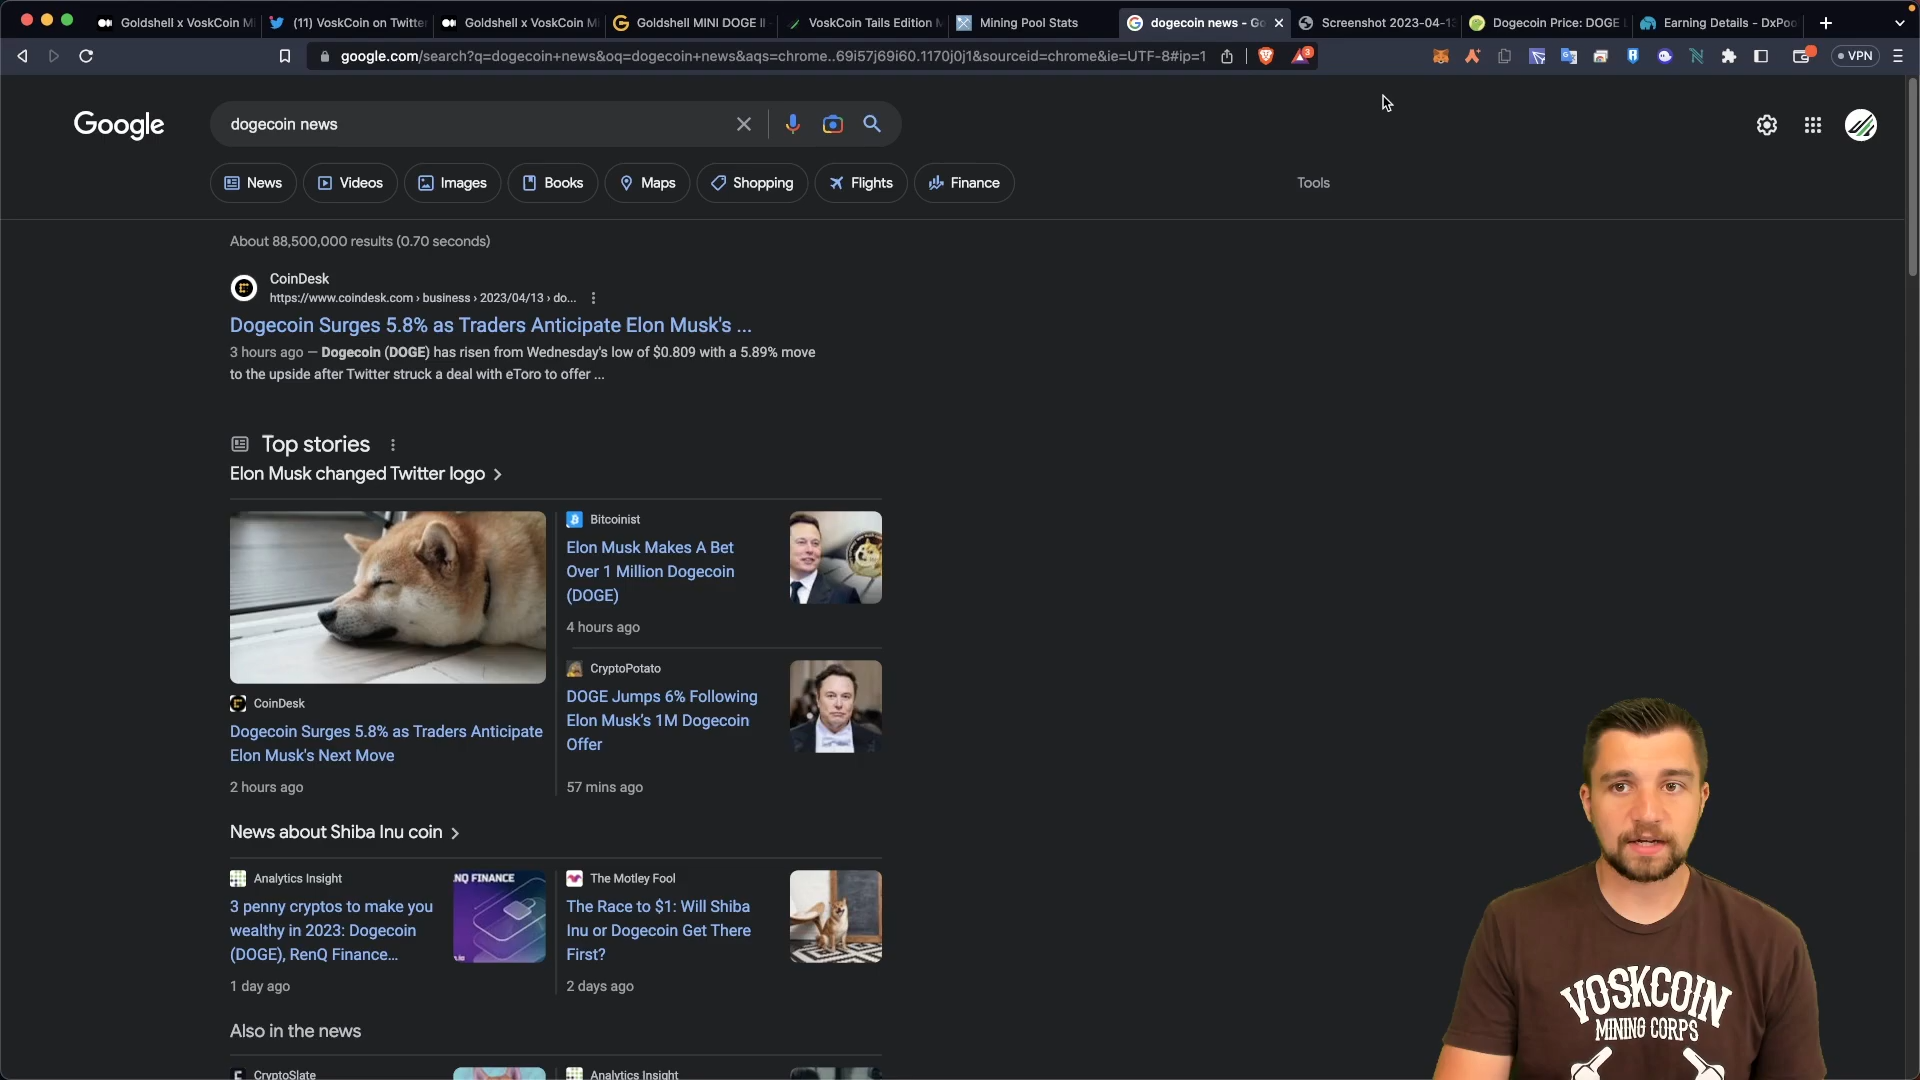 Goldshell x VoskCoin Mi
(11) VoskCoin on Twitte
Goldshell x VoskCoin Mi
Goldshell MINI DOGE II -
VoskCoin Tails Edition M
Mining Pool Stats
dogecoin news - Go
Screenshot 2023-04-13
Dogecoin Price: DOGE L
Earning Details - DxPoo
google.com/search?q=dogecoin+news&oq=dogecoin+news&aqs=chrome..69i57j69i60.1170j0j1&sourceid=chrome&ie=UTF-8#ip=1
3
VPN
Google
dogecoin news
News
Videos
Images
Books
Maps
Shopping
Flights
Finance
Tools
About 88,500,000 results (0.70 seconds)
CoinDesk
https://www.coindesk.com › business › 2023/04/13 › do...
Dogecoin Surges 5.8% as Traders Anticipate Elon Musk's ...
3 hours ago — Dogecoin (DOGE) has risen from Wednesday's low of $0.809 with a 5.89% move
to the upside after Twitter struck a deal with eToro to offer ...
Top stories
Elon Musk changed Twitter logo
CoinDesk
Dogecoin Surges 5.8% as Traders Anticipate
Elon Musk's Next Move
2 hours ago
Bitcoinist
Elon Musk Makes A Bet
Over 1 Million Dogecoin
(DOGE)
4 hours ago
CryptoPotato
DOGE Jumps 6% Following
Elon Musk's 1M Dogecoin
Offer
57 mins ago
News about Shiba Inu coin
Analytics Insight
3 penny cryptos to make you
wealthy in 2023: Dogecoin
(DOGE), RenQ Finance...
1 day ago
NQ FINANCE
The Motley Fool
The Race to $1: Will Shiba
Inu or Dogecoin Get There
First?
2 days ago
Also in the news
CryptoSlate
Analytics Insight
VOSKCOIN
MINING CORPS